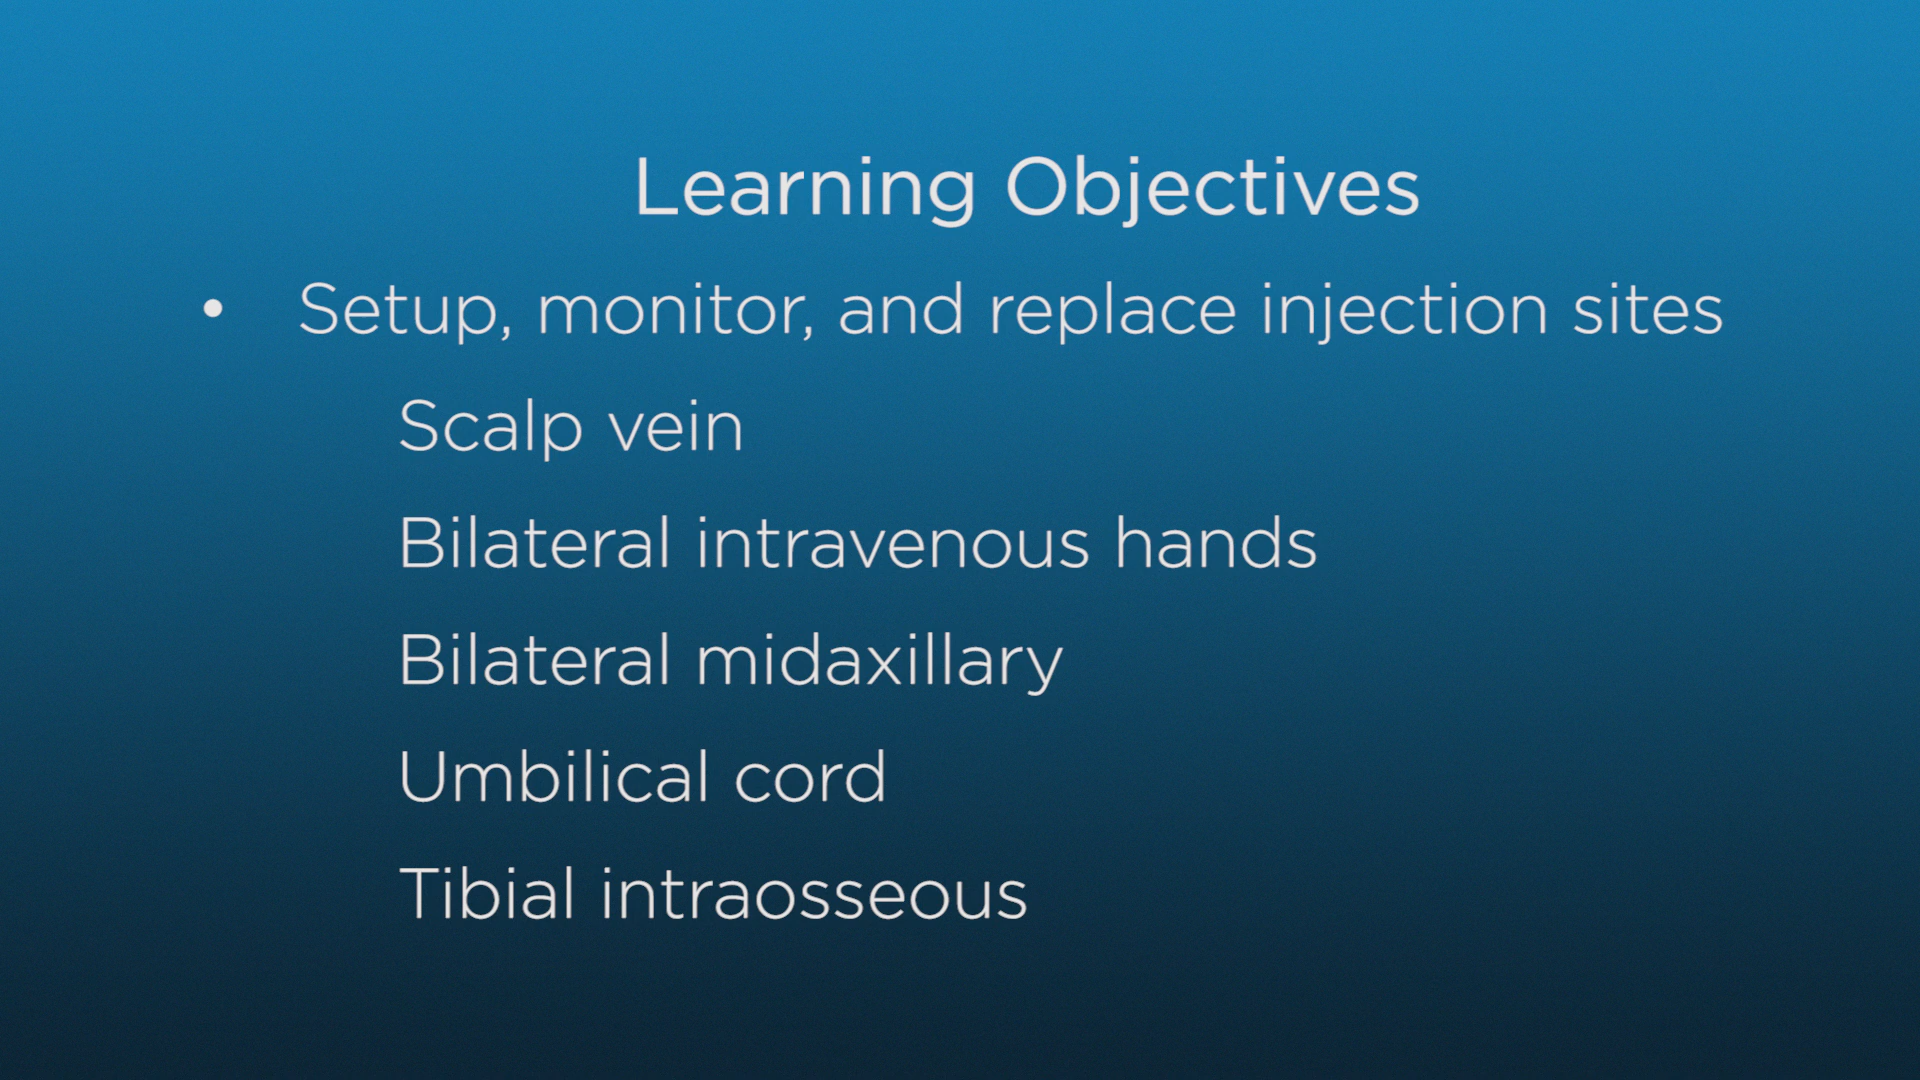 Learning Objectives
• Setup, monitor, and replace injection sites
Scalp vein
Bilateral intravenous hands
Bilateral midaxillary
Umbilical cord
Tibial intraosseous